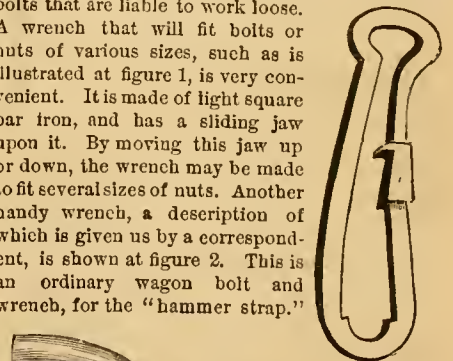 bolts that are liable to work loose.
A wrench that will fit bolts or
nuts of various sizes, such as is
illustrated at figure 1, is very con-
venient. It is made of light square
bar iron, and has a sliding jaw
upon it. By moving this jaw up
or down, the wrench may be made
to fit several sizes of nuts. Another
handy wrench, a description of
which is given us by a correspond-
ent, is shown at figure 2. This is
an ordinary wagon bolt and
wrench, for the “hammer strap.”